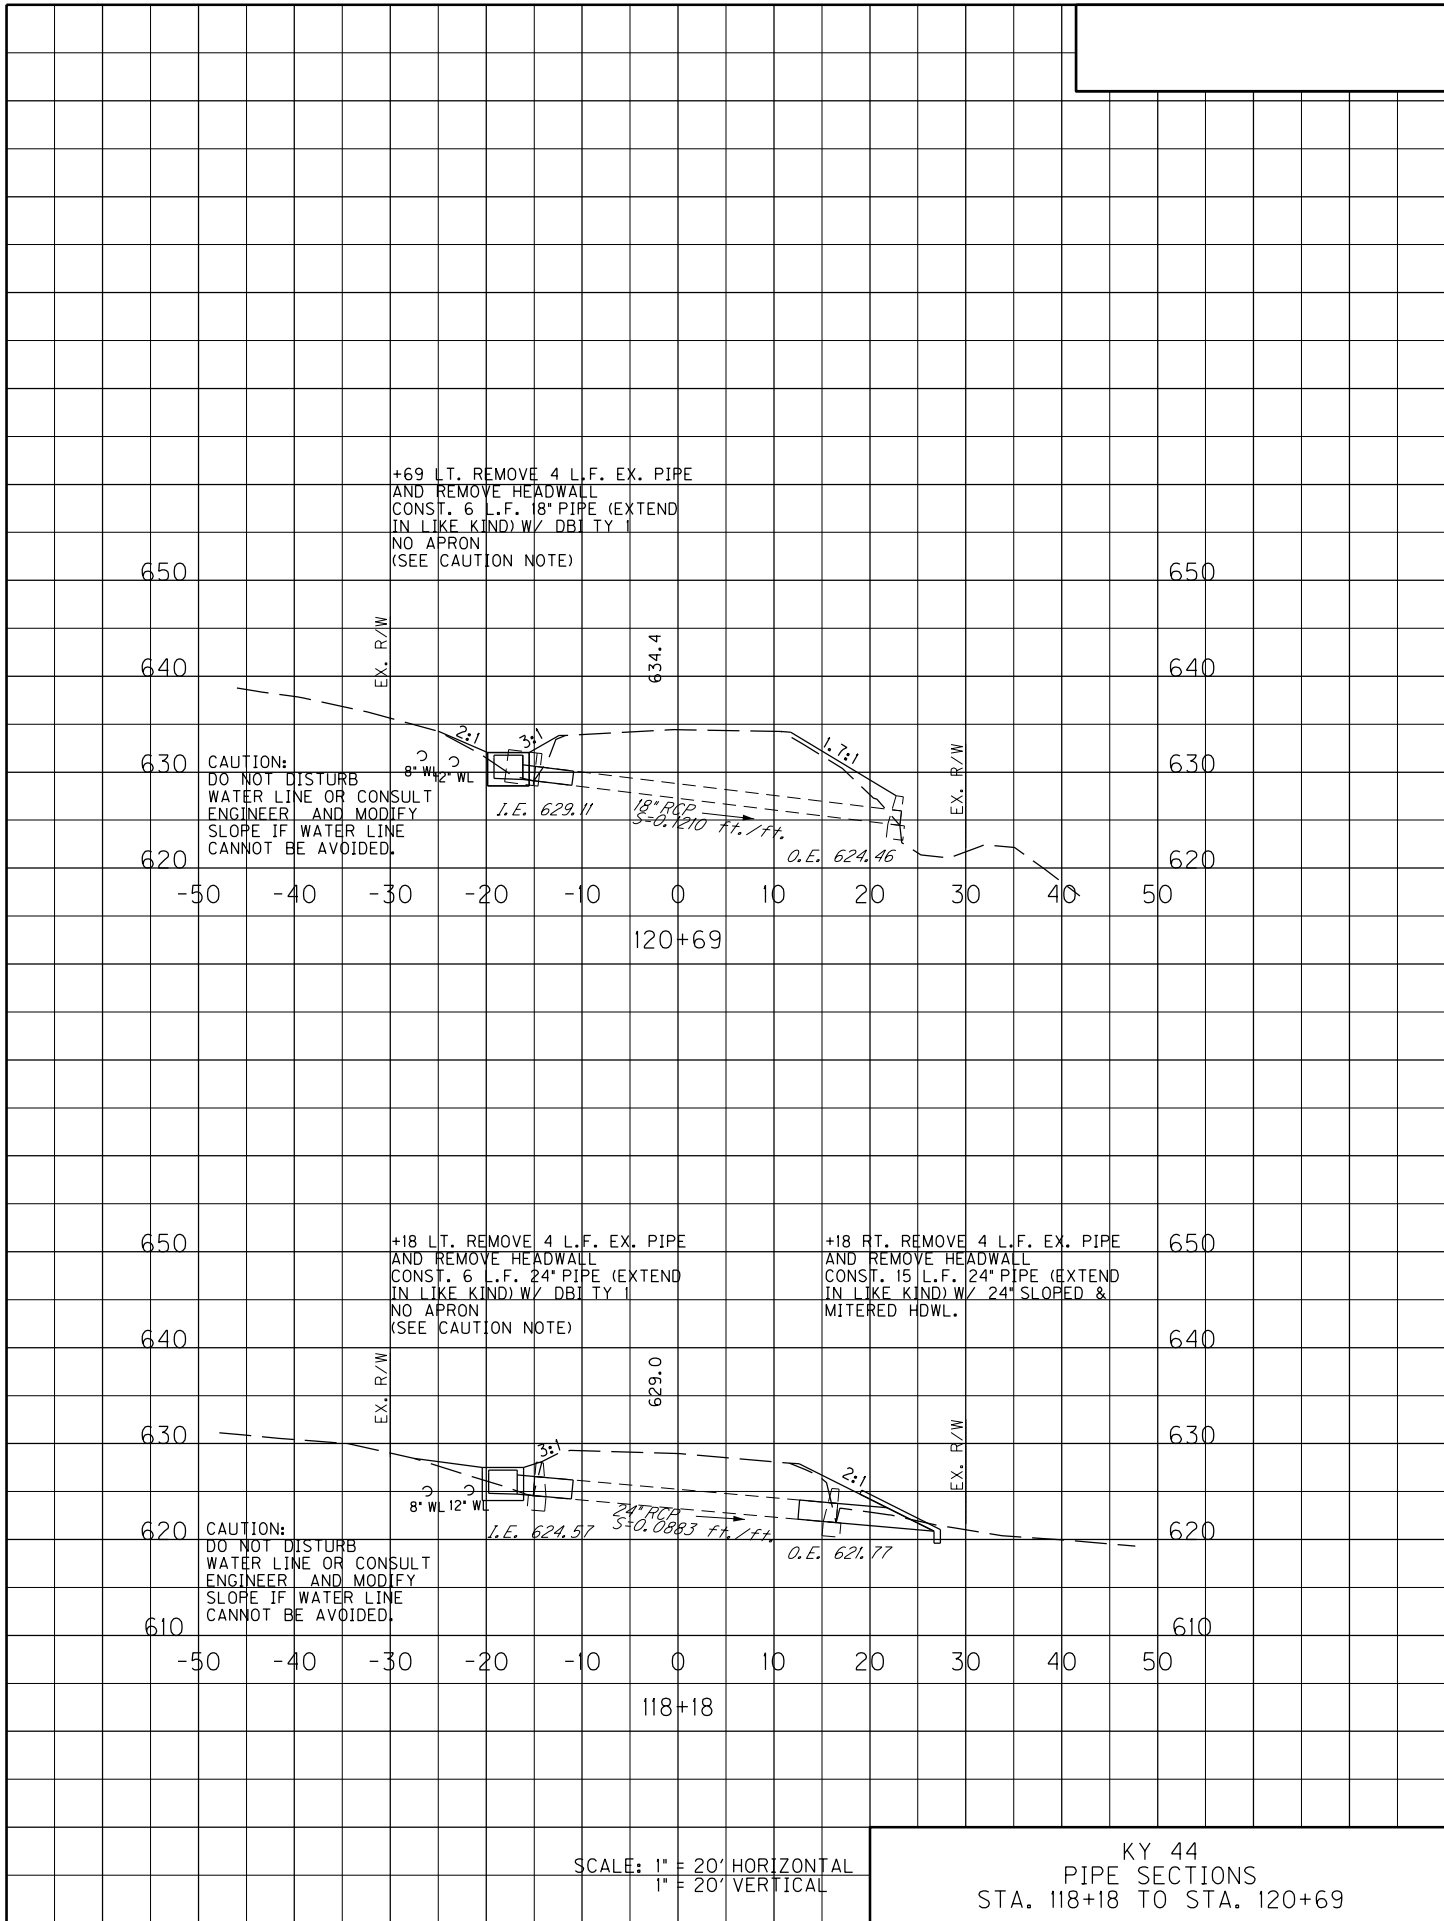 +69 LT. REMOVE 4 L.F. EX. PIPE
AND REMOVE HEADWALL
CONST. 6 L.F. 18" PIPE (EXTEND
IN LIKE KIND) W/ DBI TY 1
NO APRON
(SEE CAUTION NOTE)
650
650
EX. R/W
634.4
640
640
2:1
3:1
1.7:1
EX. R/W
630
630
8" WL
12" WL
CAUTION:
DO NOT DISTURB
WATER LINE OR CONSULT
ENGINEER AND MODIFY
SLOPE IF WATER LINE
CANNOT BE AVOIDED.
I.E. 629.11
18" RCP
S=0.1210 ft./ft.
O.E. 624.46
620
620
-50 -40 -30 -20 -10 0 10 20 30 40 50
120+69
+18 LT. REMOVE 4 L.F. EX. PIPE
AND REMOVE HEADWALL
CONST. 6 L.F. 24" PIPE (EXTEND
IN LIKE KIND) W/ DBI TY 1
NO APRON
(SEE CAUTION NOTE)
+18 RT. REMOVE 4 L.F. EX. PIPE
AND REMOVE HEADWALL
CONST. 15 L.F. 24" PIPE (EXTEND
IN LIKE KIND) W/ 24" SLOPED &
MITERED HDWL.
650
650
640
640
EX. R/W
629.0
630
630
3:1
2:1
EX. R/W
8" WL 12" WL
I.E. 624.57
24" RCP
S=0.0883 ft./ft.
O.E. 621.77
620
620
CAUTION:
DO NOT DISTURB
WATER LINE OR CONSULT
ENGINEER AND MODIFY
SLOPE IF WATER LINE
CANNOT BE AVOIDED.
610
610
-50 -40 -30 -20 -10 0 10 20 30 40 50
118+18
SCALE: 1" = 20' HORIZONTAL
1" = 20' VERTICAL
KY 44
PIPE SECTIONS
STA. 118+18 TO STA. 120+69